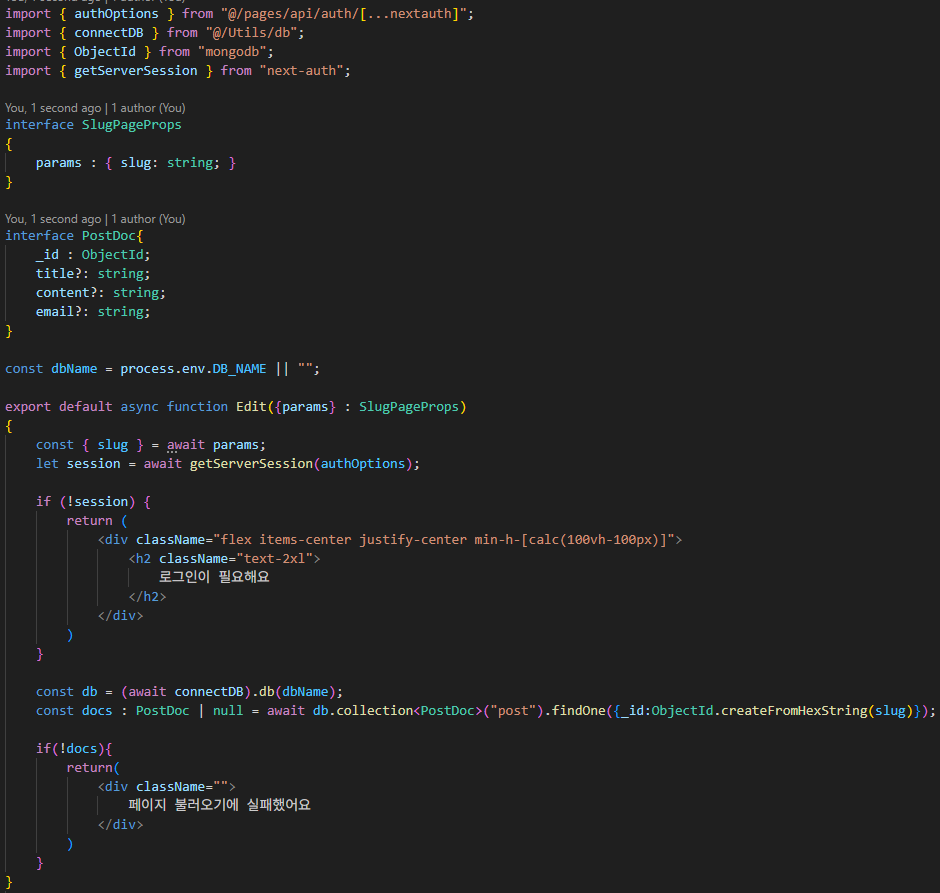 import { authOptions } from "@/pages/api/auth/[...nextauth]";
import { connectDB } from "@/Utils/db";
import { ObjectId } from "mongodb";
import { getServerSession } from "next-auth";
You, 1 second ago | 1 author (You)
interface SlugPageProps
{
    params : { slug: string; }
}
You, 1 second ago | 1 author (You)
interface PostDoc{
    _id : ObjectId;
    title?: string;
    content?: string;
    email?: string;
}
const dbName = process.env.DB_NAME || "";
export default async function Edit({params} : SlugPageProps)
{
    const { slug } = await params;
    let session = await getServerSession(authOptions);
    if (!session) {
        return (
            <div className="flex items-center justify-center min-h-[calc(100vh-100px)]">
                <h2 className="text-2xl">
                    로그인이 필요해요
                </h2>
            </div>
        )
    }
    const db = (await connectDB).db(dbName);
    const docs : PostDoc | null = await db.collection<PostDoc>("post").findOne({_id:ObjectId.createFromHexString(slug)});
    if(!docs){
        return(
            <div className="">
                페이지 불러오기에 실패했어요
            </div>
        )
    }
}